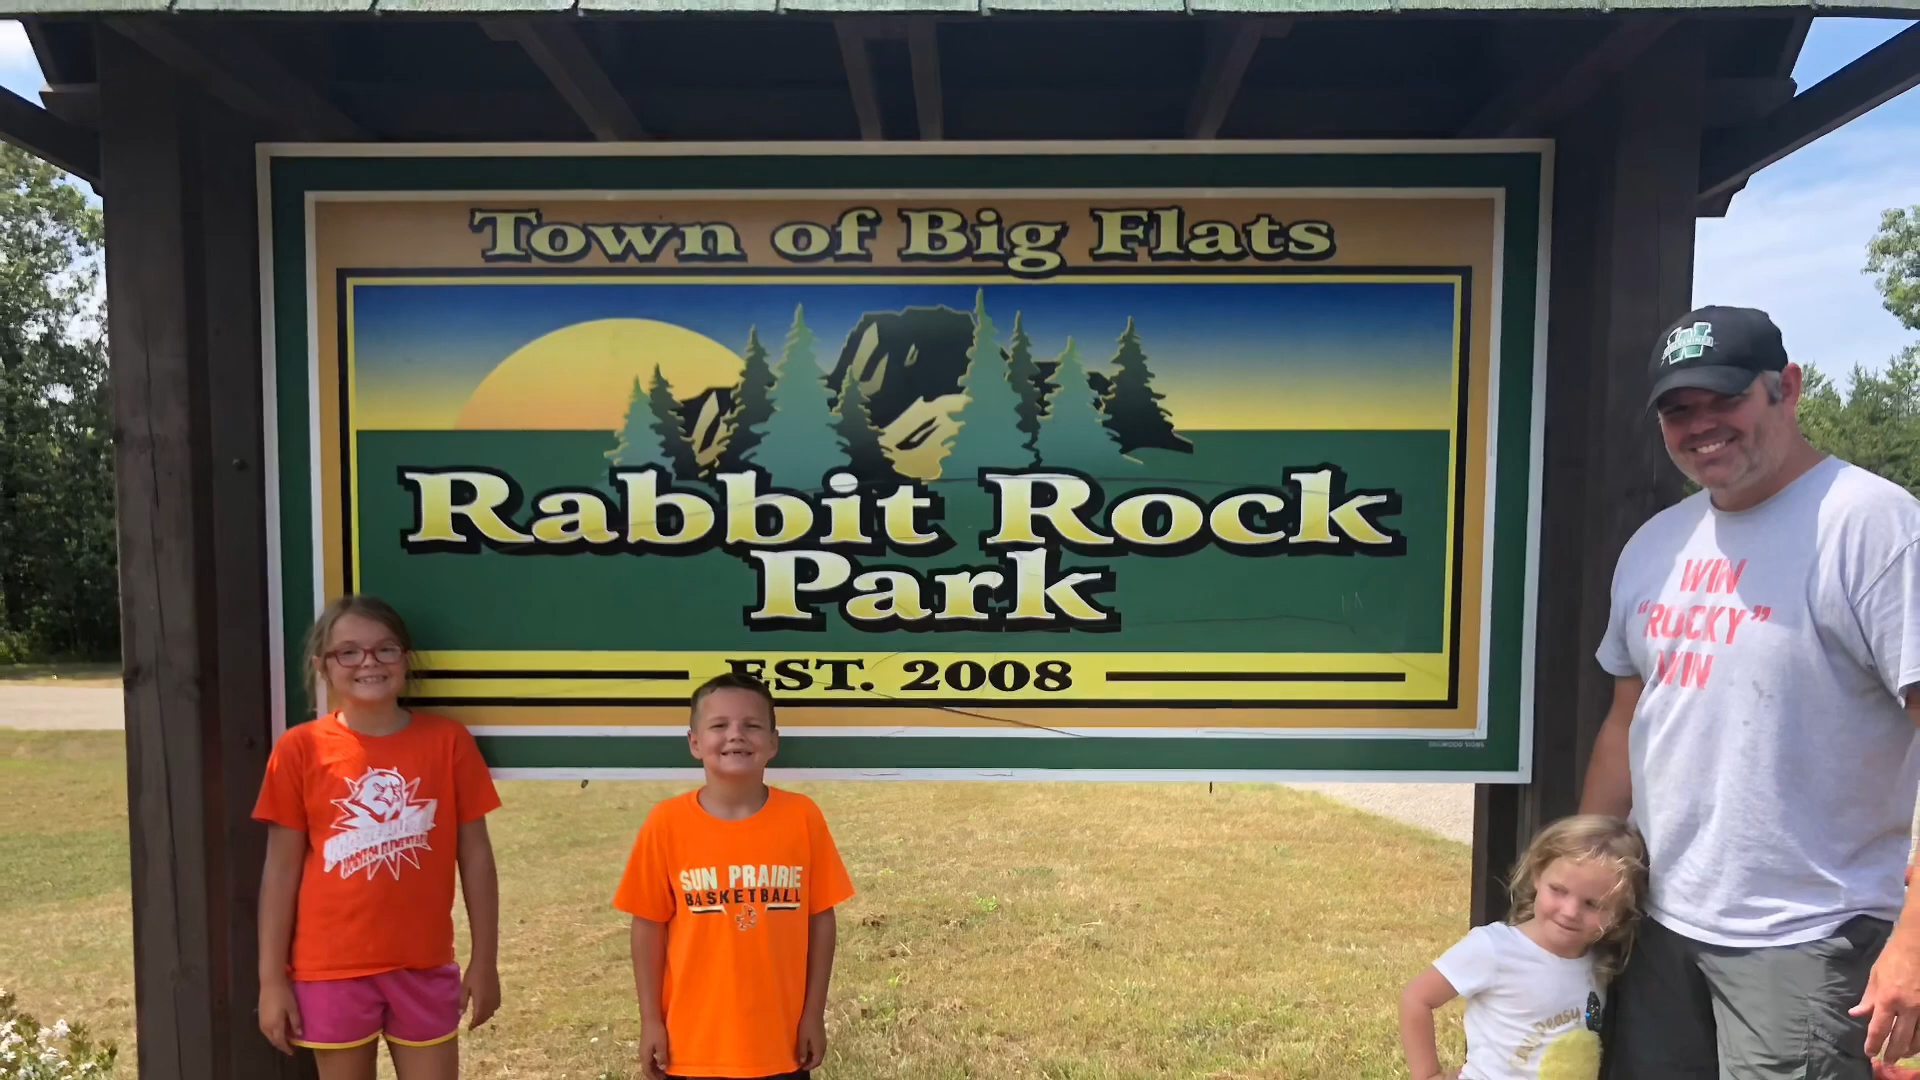 Town of Big Flats
Rabbit Rock
Park
EST. 2008
WIN
"ROCKY"
WIN
SUN PRAIRIE
BASKETBALL
W